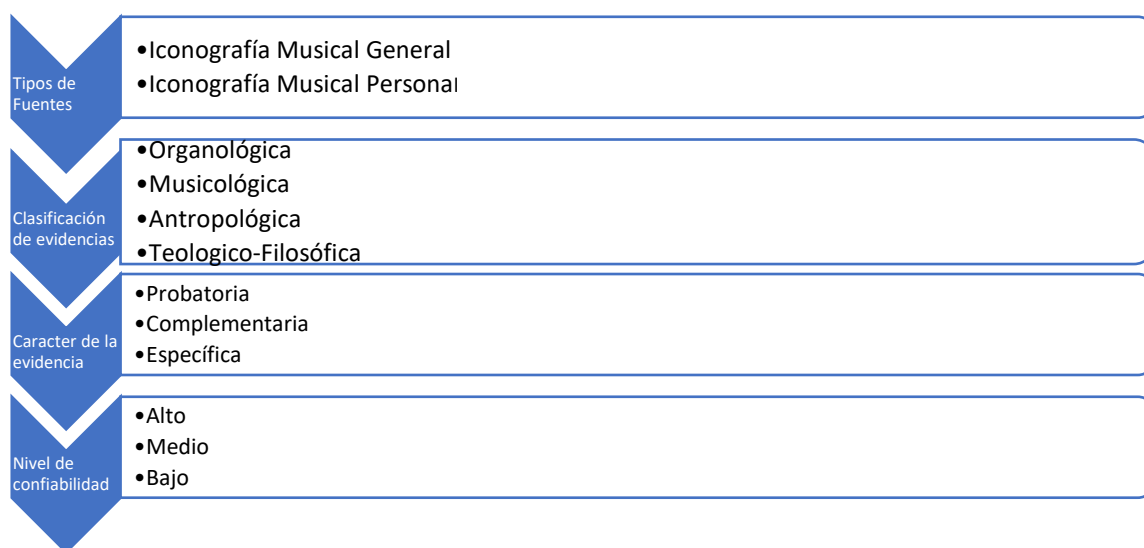 Tipos de
Fuentes
•Iconografía Musical General
•Iconografía Musical Personal
Clasificación
de evidencias
•Organológica
•Musicológica
•Antropológica
•Teologico-Filosófica
Caracter de la
evidencia
•Probatoria
•Complementaria
•Específica
Nivel de
confiabilidad
•Alto
•Medio
•Bajo